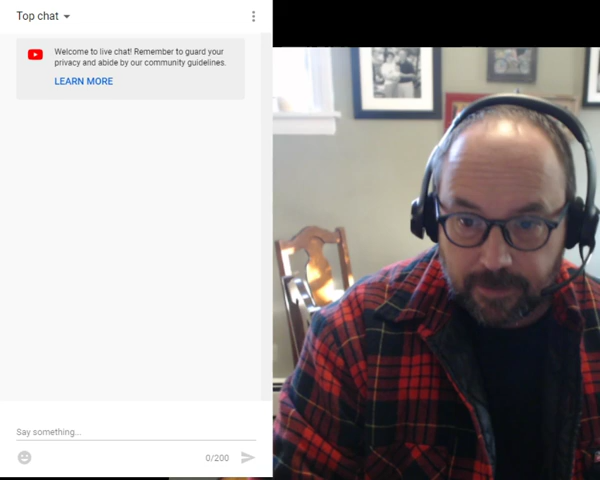 Top chat
Welcome to live chat! Remember to guard your
privacy and abide by our community guidelines.
LEARN MORE
Say something...
0/200